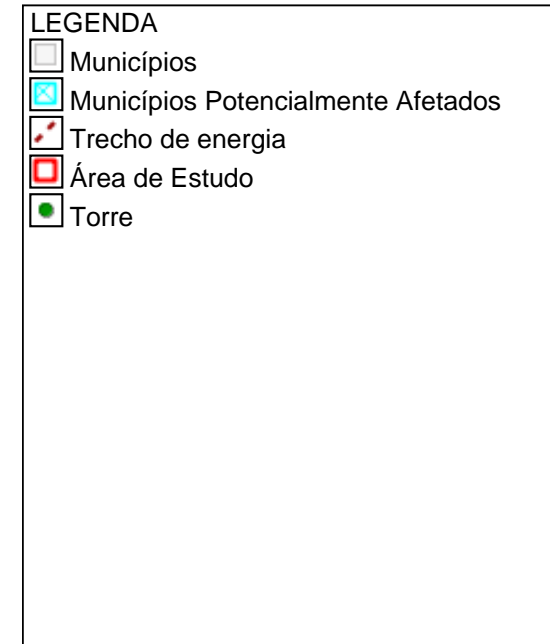 LEGENDA
Municípios
Municípios Potencialmente Afetados
Trecho de energia
Área de Estudo
Torre